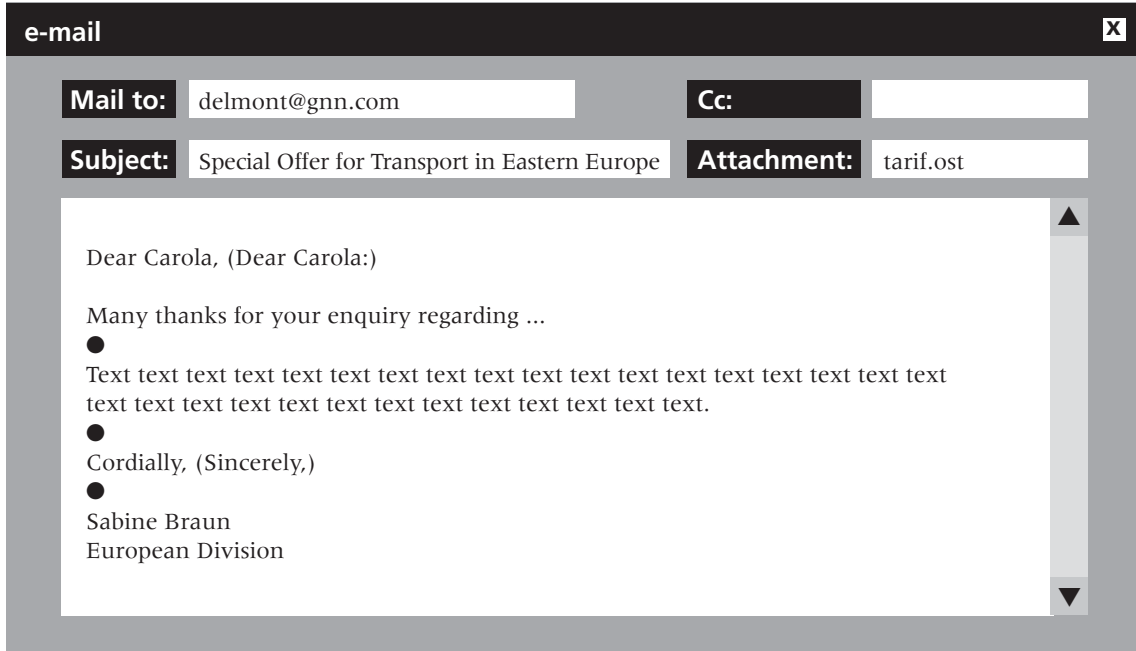 e-mail X
Mail to: delmont@gnn.com Cc:
Subject: Special Offer for Transport in Eastern Europe Attachment: tarif.ost
Dear Carola, (Dear Carola:)
Many thanks for your enquiry regarding ...
●
Text text text text text text text text text text text text text text text text text text
text text text text text text text text text text text text text.
●
Cordially, (Sincerely,)
●
Sabine Braun
European Division